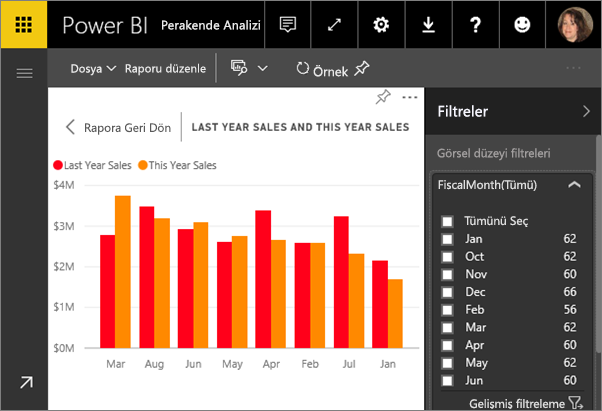 Power BI Perakende Analizi
Dosya Raporu düzenle Örnek
Rapora Geri Dön LAST YEAR SALES AND THIS YEAR SALES
Last Year Sales This Year Sales
$4M
$3M
$2M
$1M
$0M
Mar Aug Jun May Apr Feb Jul Jan
Filtreler
Görsel düzeyi filtreleri
FiscalMonth(Tümü)
Tümünü Seç
Jan 62
Oct 62
Nov 60
Dec 66
Feb 56
Mar 62
Apr 60
May 62
Jun 60
Gelişmiş filtreleme